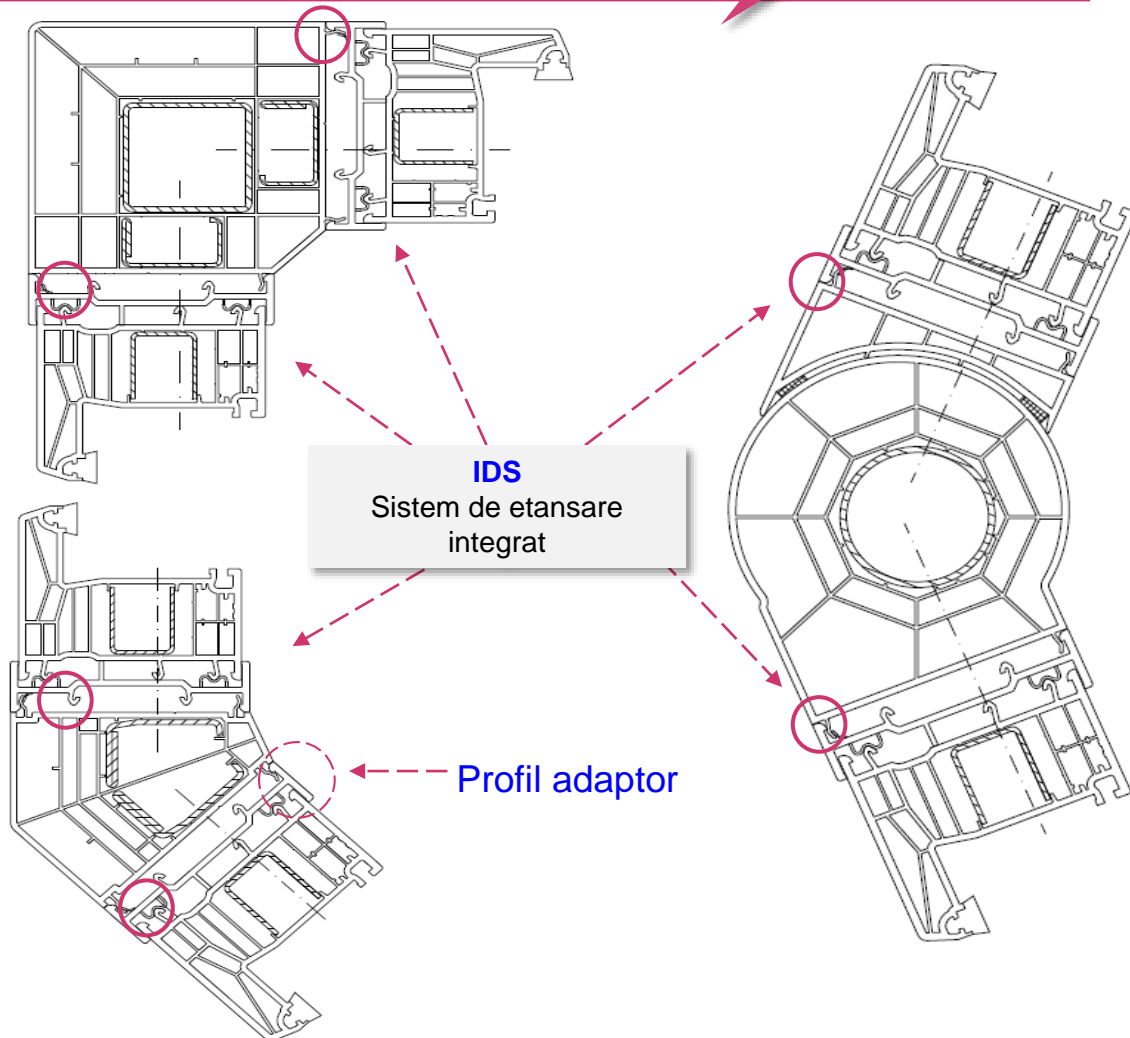 IDS
Sistem de etansare
integrat
Profil adaptor